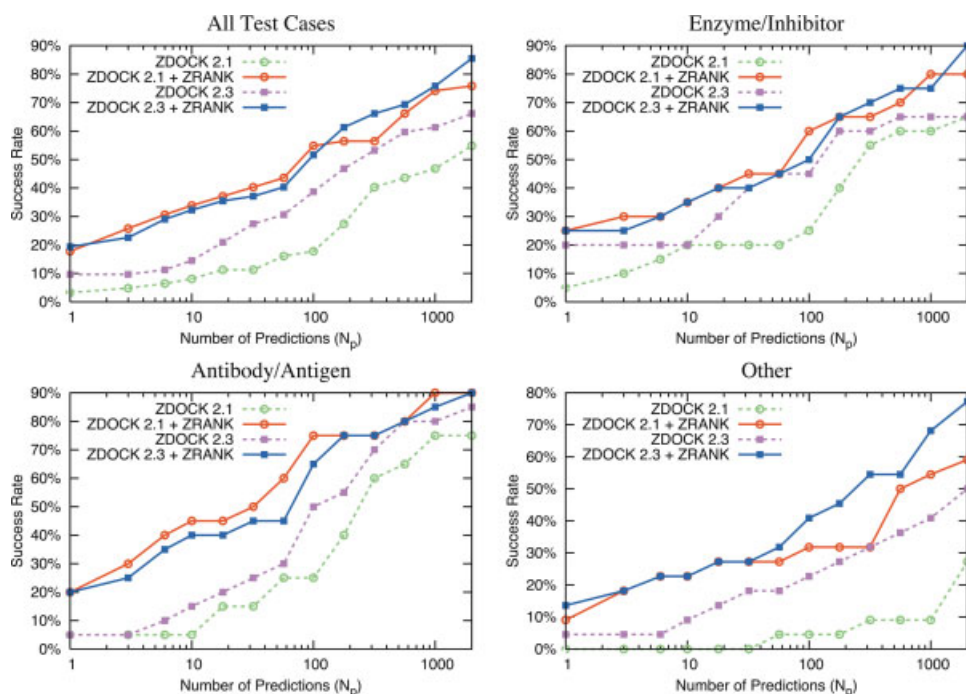 All Test Cases
90%
80%
70%
60%
50%
40%
30%
20%
10%
0%
Success Rate
ZDOCK 2.1
ZDOCK 2.1 + ZRANK
ZDOCK 2.3
ZDOCK 2.3 + ZRANK
1 10 100 1000
Number of Predictions (Np)
Enzyme/Inhibitor
90%
80%
70%
60%
50%
40%
30%
20%
10%
0%
Success Rate
ZDOCK 2.1
ZDOCK 2.1 + ZRANK
ZDOCK 2.3
ZDOCK 2.3 + ZRANK
1 10 100 1000
Number of Predictions (Np)
Antibody/Antigen
90%
80%
70%
60%
50%
40%
30%
20%
10%
0%
Success Rate
ZDOCK 2.1
ZDOCK 2.1 + ZRANK
ZDOCK 2.3
ZDOCK 2.3 + ZRANK
1 10 100 1000
Number of Predictions (Np)
Other
80%
70%
60%
50%
40%
30%
20%
10%
0%
Success Rate
ZDOCK 2.1
ZDOCK 2.1 + ZRANK
ZDOCK 2.3
ZDOCK 2.3 + ZRANK
1 10 100 1000
Number of Predictions (Np)